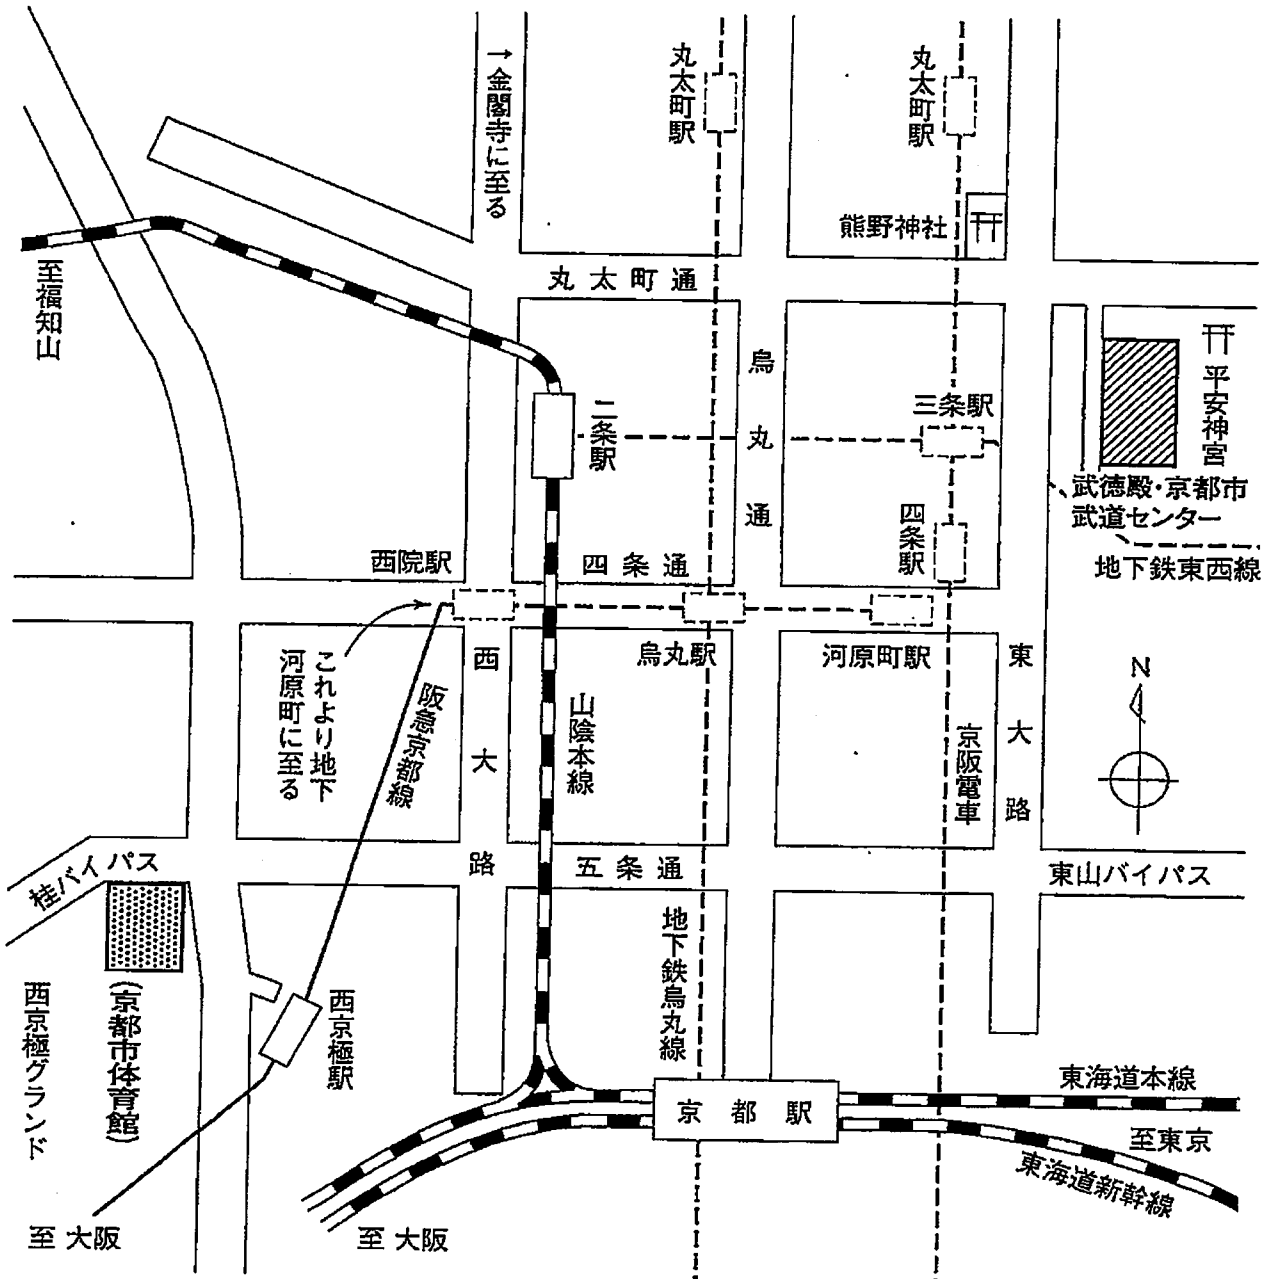 →金閣寺に至る
丸太町駅
丸太町駅
熊野神社
丸太町通
至福知山
烏丸通
二条駅
三条駅
平安神宮
武徳殿・京都市
武道センター
地下鉄東西線
四条駅
西院駅
四条通
烏丸駅
河原町駅
これより地下
河原町に至る
阪急京都線
西大路
山陰本線
京阪電車
東大路
N
桂バイパス
五条通
東山バイパス
地下鉄烏丸線
西京極グランド
(京都市体育館)
西京極駅
京都駅
東海道本線
至東京
東海道新幹線
至大阪
至大阪